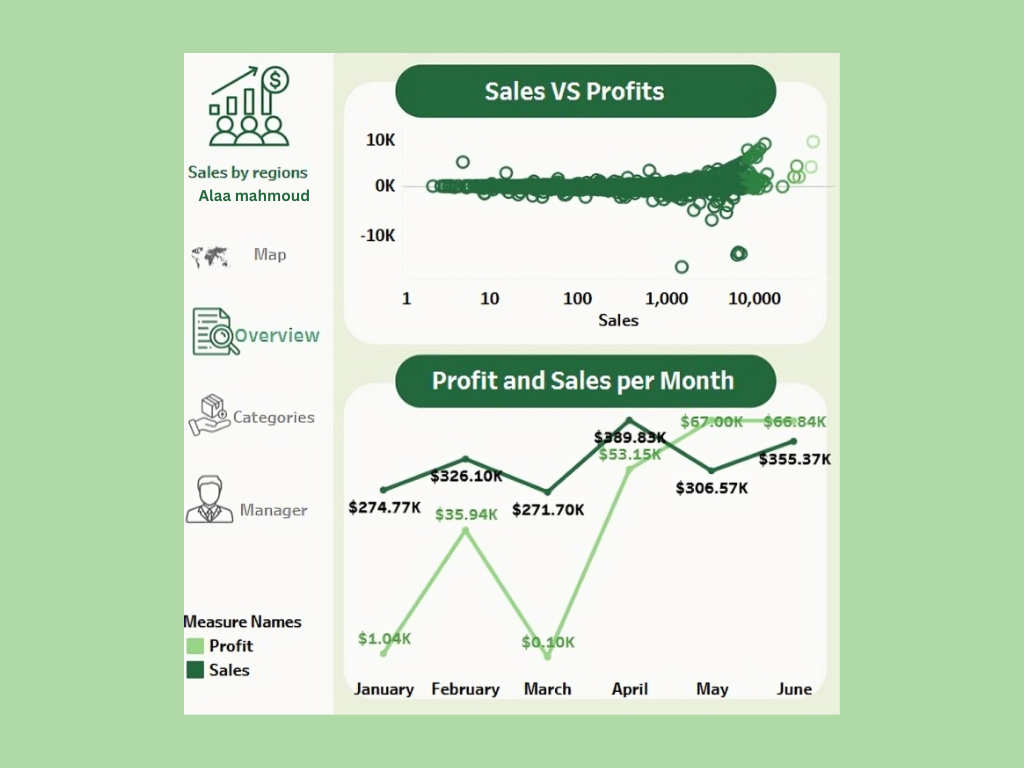 $
Sales by regions
Alaa mahmoud
Map
Overview
Categories
Manager
Measure Names
Profit
Sales
Sales VS Profits
10K
0K
-10K
1 10 100 1,000 10,000
Sales
Profit and Sales per Month
$67.00K $66.84K
$389.83K
$53.15K
$355.37K
$326.10K
$306.57K
$274.77K
$271.70K
$35.94K
$1.04K
$0.10K
January February March April May June